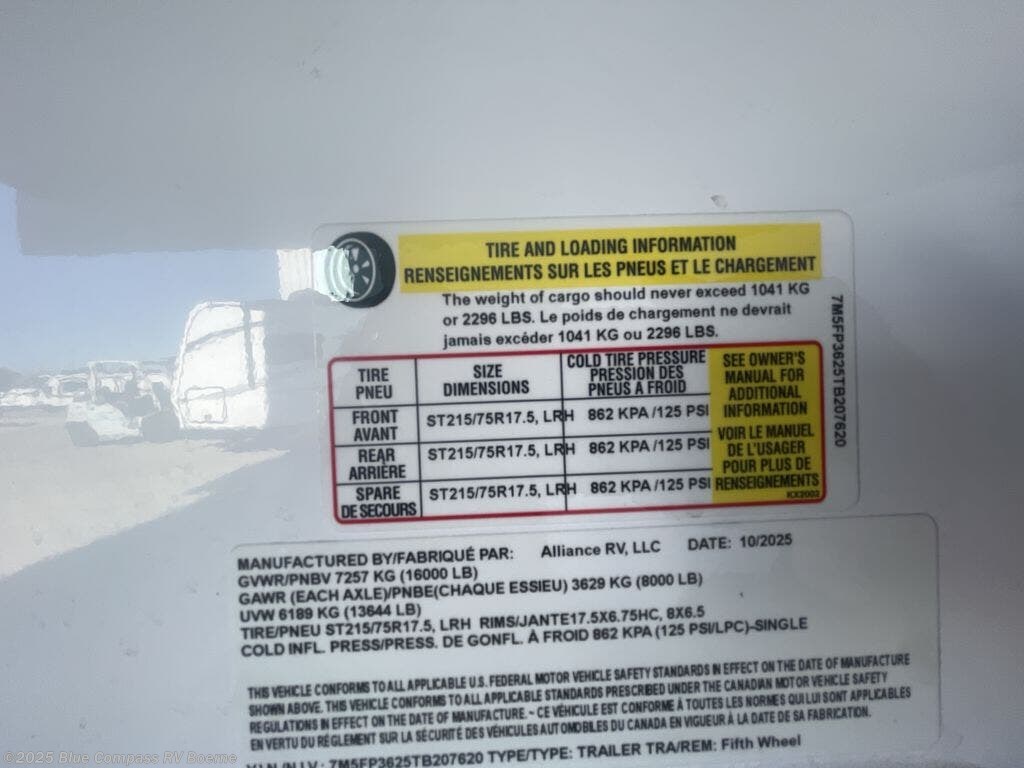 TIRE AND LOADING INFORMATION
RENSEIGNEMENTS SUR LES PNEUS ET LE CHARGEMENT
The weight of cargo should never exceed 1041 KG
or 2296 LBS. Le poids de chargement ne devrait
jamais excéder 1041 KG ou 2296 LBS.
TIRE
PNEU
SIZE
DIMENSIONS
COLD TIRE PRESSURE
PRESSION DES
PNEUS A FROID
FRONT
AVANT
ST215/75R17.5, LRH
862 KPA /125 PSI
REAR
ARRIÈRE
ST215/75R17.5, LRH
862 KPA /125 PSI
SPARE
DE SECOURS
ST215/75R17.5, LRH
862 KPA /125 PSI
SEE OWNER'S
MANUAL FOR
ADDITIONAL
INFORMATION
VOIR LE MANUEL
DE L'USAGER
POUR PLUS DE
RENSEIGNEMENTS
KX2003
7M5FP3625TB207620
MANUFACTURED BY/FABRIQUÉ PAR: Alliance RV, LLC DATE: 10/2025
GVWR/PNBV 7257 KG (16000 LB)
GAWR (EACH AXLE)/PNBE(CHAQUE ESSIEU) 3629 KG (8000 LB)
UVW 6189 KG (13644 LB)
TIRE/PNEU ST215/75R17.5, LRH RIMS/JANTE17.5X6.75HC, 8X6.5
COLD INFL. PRESS/PRESS. DE GONFL. À FROID 862 KPA (125 PSI/LPC)-SINGLE
THIS VEHICLE CONFORMS TO ALL APPLICABLE U.S. FEDERAL MOTOR VEHICLE SAFETY STANDARDS IN EFFECT ON THE DATE OF MANUFACTURE
SHOWN ABOVE. THIS VEHICLE CONFORMS TO ALL APPLICABLE STANDARDS PRESCRIBED UNDER THE CANADIAN MOTOR VEHICLE SAFETY
REGULATIONS IN EFFECT ON THE DATE OF MANUFACTURE. - CE VÉHICULE EST CONFORME À TOUTES LES NORMES QUI LUI SONT APPLICABLES
EN VERTU DU RÈGLEMENT SUR LA SÉCURITÉ DES VÉHICULES AUTOMOBILES DU CANADA EN VIGUEUR À LA DATE DE SA FABRICATION.
V.I.N./N.I.V.: 7M5FP3625TB207620 TYPE/TYPE: TRAILER TRA/REM: Fifth Wheel
©2025 Blue Compass RV Boerne